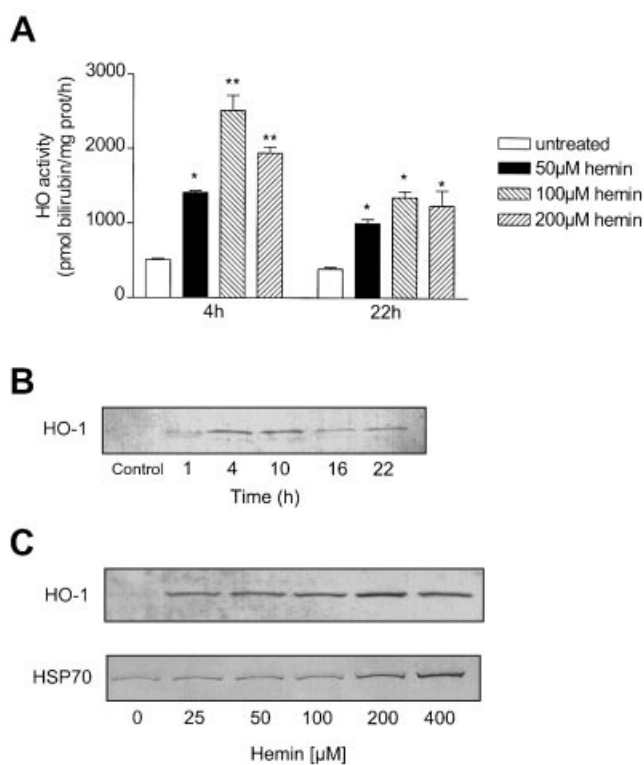 A
HO activity
(pmol bilirubin/mg prot/h)
3000
2000
1000
0
*
**
**
*
*
*
4h
22h
untreated
50µM hemin
100µM hemin
200µM hemin
B
HO-1
Control 1 4 10 16 22
Time (h)
C
HO-1
HSP70
0 25 50 100 200 400
Hemin [µM]